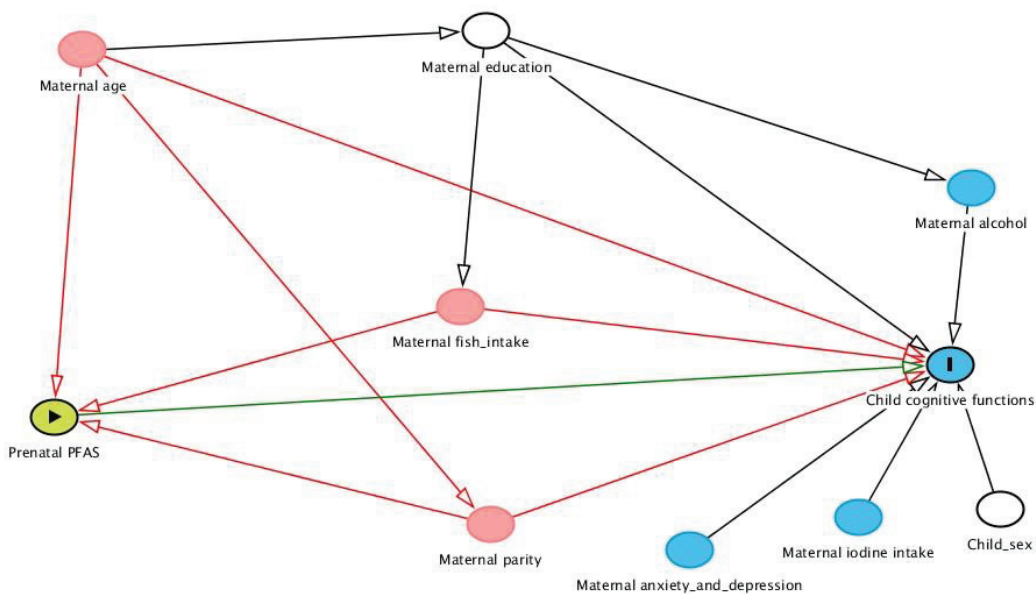 Maternal education
Maternal age
Maternal alcohol
Maternal fish_intake
Child cognitive functions
Prenatal PFAS
Maternal parity
Maternal iodine intake
Child_sex
Maternal anxiety_and_depression